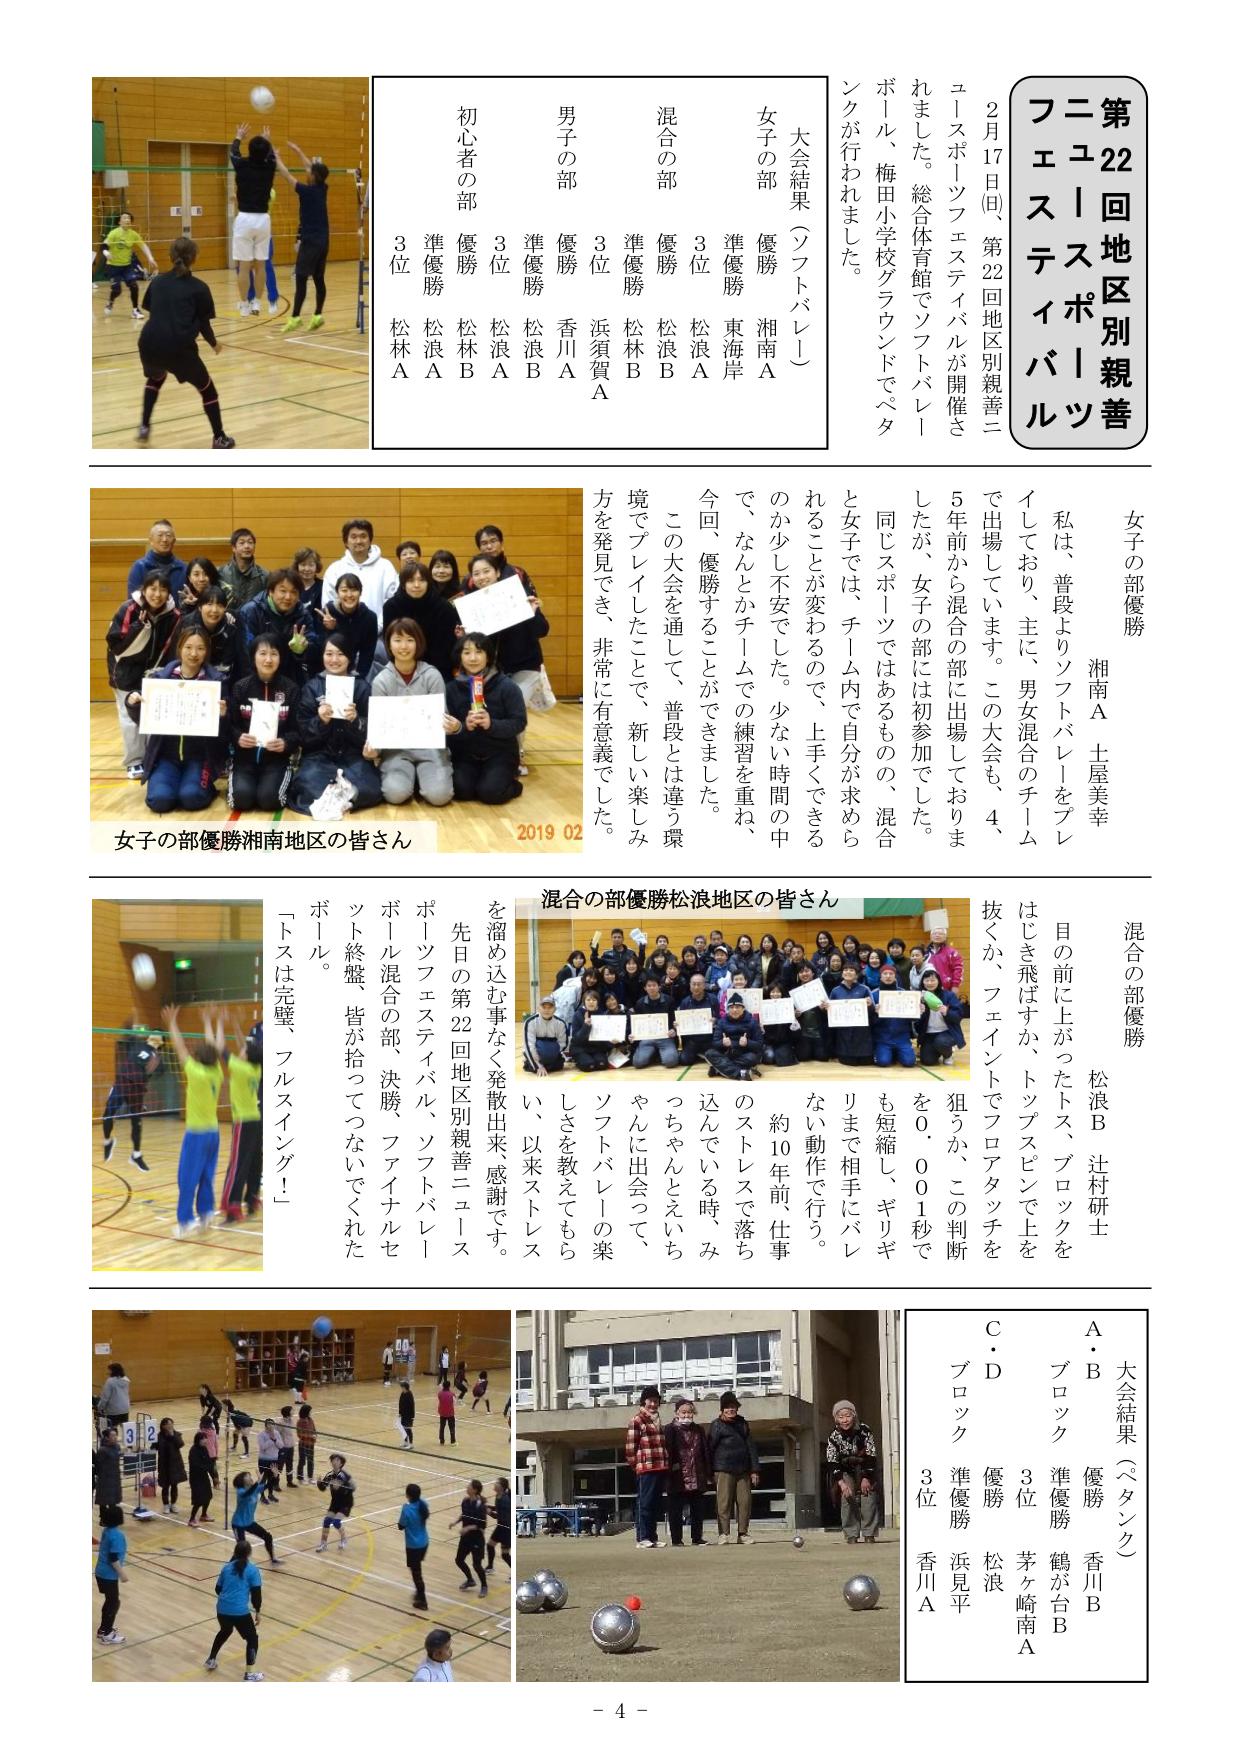 第22回地区別親善
ニュースポーツ
フェスティバル
２月17日㈰、第22回地区別親善ニ
ュースポーツフェスティバルが開催さ
れました。総合体育館でソフトバレー
ボール、梅田小学校グラウンドでペタ
ンクが行われました。
大会結果（ソフトバレー）
女子の部　優勝　湘南Ａ
準優勝　東海岸
３位　松浪Ａ
混合の部　優勝　松浪Ｂ
準優勝　松林Ｂ
３位　浜須賀Ａ
男子の部　優勝　香川Ａ
準優勝　松浪Ｂ
３位　松浪Ａ
初心者の部　優勝　松林Ｂ
準優勝　松浪Ａ
３位　松林Ａ
女子の部優勝
湘南Ａ　土屋美幸
私は、普段よりソフトバレーをプレ
イしており、主に、男女混合のチーム
で出場しています。この大会も、４、
５年前から混合の部に出場しておりま
したが、女子の部には初参加でした。
同じスポーツではあるものの、混合
と女子では、チーム内で自分が求めら
れることが変わるので、上手くできる
のか少し不安でした。少ない時間の中
で、なんとかチームでの練習を重ね、
今回、優勝することができました。
この大会を通して、普段とは違う環
境でプレイしたことで、新しい楽しみ
方を発見でき、非常に有意義でした。
女子の部優勝湘南地区の皆さん
2019 02
混合の部優勝
松浪Ｂ　辻村研士
目の前に上がったトス、ブロックを
はじき飛ばすか、トップスピンで上を
抜くか、フェイントでフロアタッチを
狙うか、この判断
を０．００１秒で
も短縮し、ギリギ
リまで相手にバレ
ない動作で行う。
約10年前、仕事
のストレスで落ち
込んでいる時、み
っちゃんとえいち
ゃんに出会って、
ソフトバレーの楽
しさを教えてもら
い、以来ストレス
を溜め込む事なく発散出来、感謝です。
先日の第22回地区別親善ニュース
ポーツフェスティバル、ソフトバレー
ボール混合の部、決勝、ファイナルセ
ット終盤、皆が拾ってつないでくれた
ボール。
「トスは完璧、フルスイング！」
混合の部優勝松浪地区の皆さん
大会結果（ペタンク）
Ａ・Ｂ　優勝　香川Ｂ
ブロック　準優勝　鶴が台Ｂ
３位　茅ヶ崎南Ａ
Ｃ・Ｄ　優勝　松浪
ブロック　準優勝　浜見平
３位　香川Ａ
3 2
- 4 -